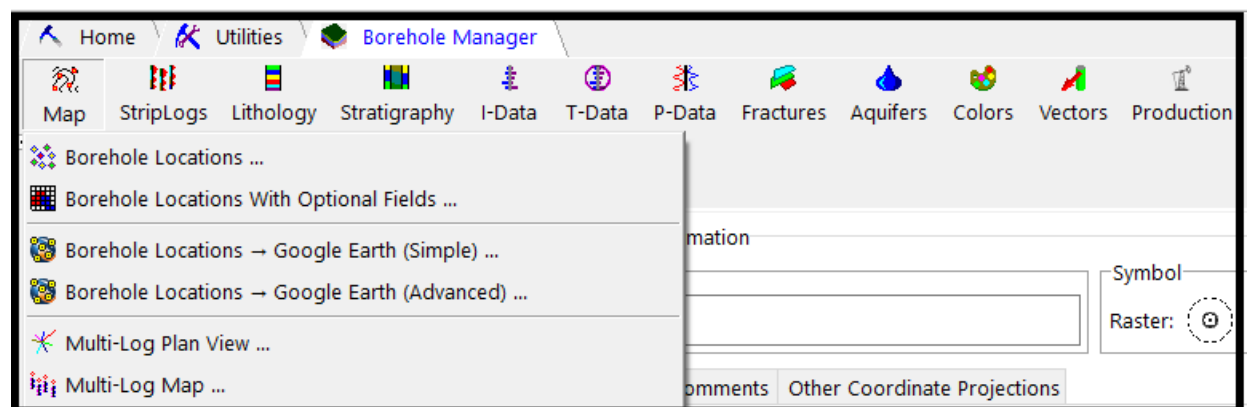 Home Utilities Borehole Manager
Map StripLogs Lithology Stratigraphy I-Data T-Data P-Data Fractures Aquifers Colors Vectors Production
Borehole Locations ...
Borehole Locations With Optional Fields ...
mation
Borehole Locations → Google Earth (Simple) ...
Symbol
Borehole Locations → Google Earth (Advanced) ...
Raster:
Multi-Log Plan View ...
Multi-Log Map ...
omments Other Coordinate Projections